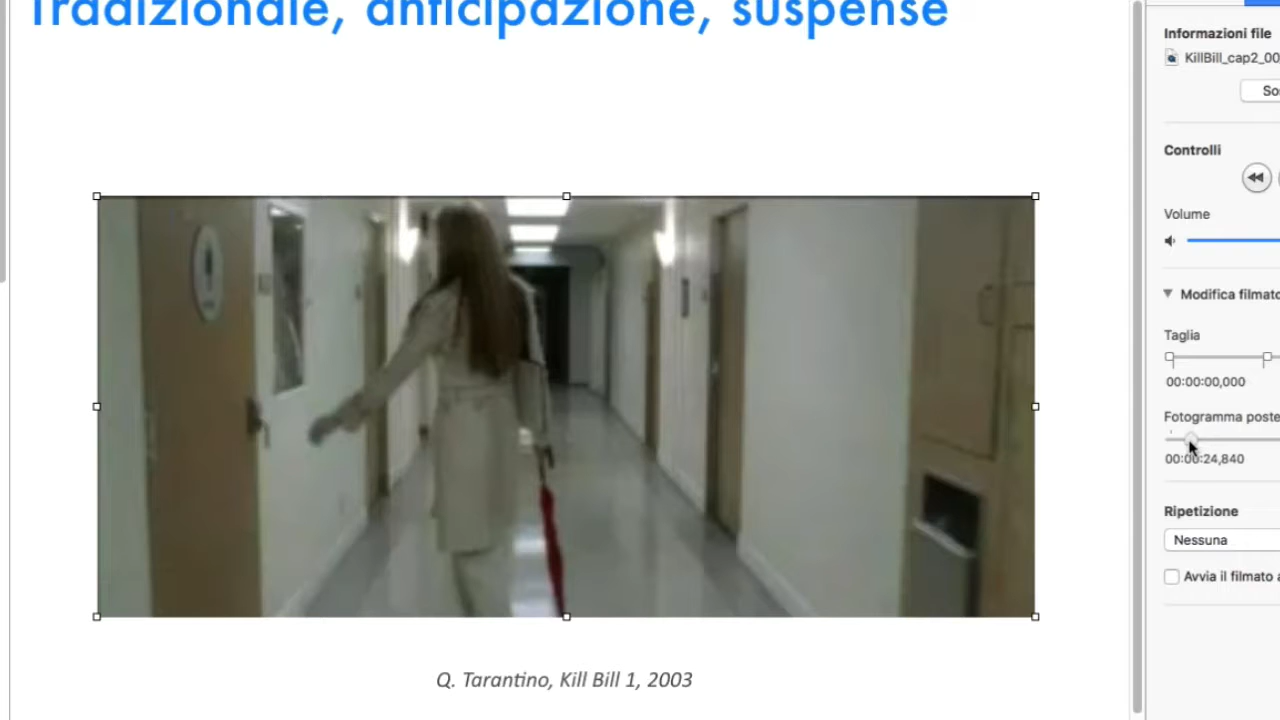 Tradizionale, anticipazione, suspense
Informazioni file
KillBill_cap2_00
So
Controlli
Volume
Modifica filmato
Taglia
00:00:00,000
Fotogramma poste
00:00:24,840
Ripetizione
Nessuna
Avvia il filmato a
Q. Tarantino, Kill Bill 1, 2003